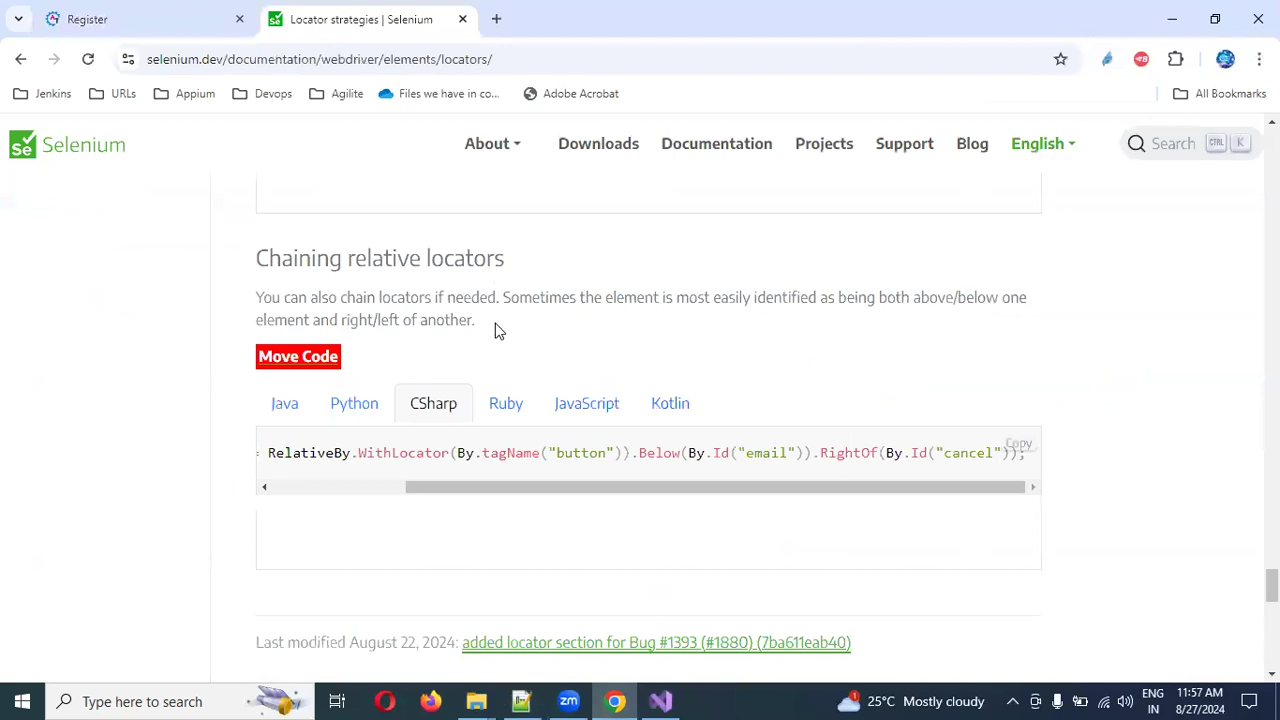 Register
Locator strategies | Selenium
selenium.dev/documentation/webdriver/elements/locators/
Jenkins
URLs
Appium
Devops
Agilite
Files we have in co...
Adobe Acrobat
All Bookmarks
Se Selenium
About
Downloads
Documentation
Projects
Support
Blog
English
Search CTRL K
Chaining relative locators
You can also chain locators if needed. Sometimes the element is most easily identified as being both above/below one
element and right/left of another.
Move Code
Java
Python
CSharp
Ruby
JavaScript
Kotlin
Copy
= RelativeBy.WithLocator(By.tagName("button")).Below(By.Id("email")).RightOf(By.Id("cancel"));
Last modified August 22, 2024: added locator section for Bug #1393 (#1880) (7ba611eab40)
Type here to search
1
25°C Mostly cloudy
ENG
IN
11:57 AM
8/27/2024